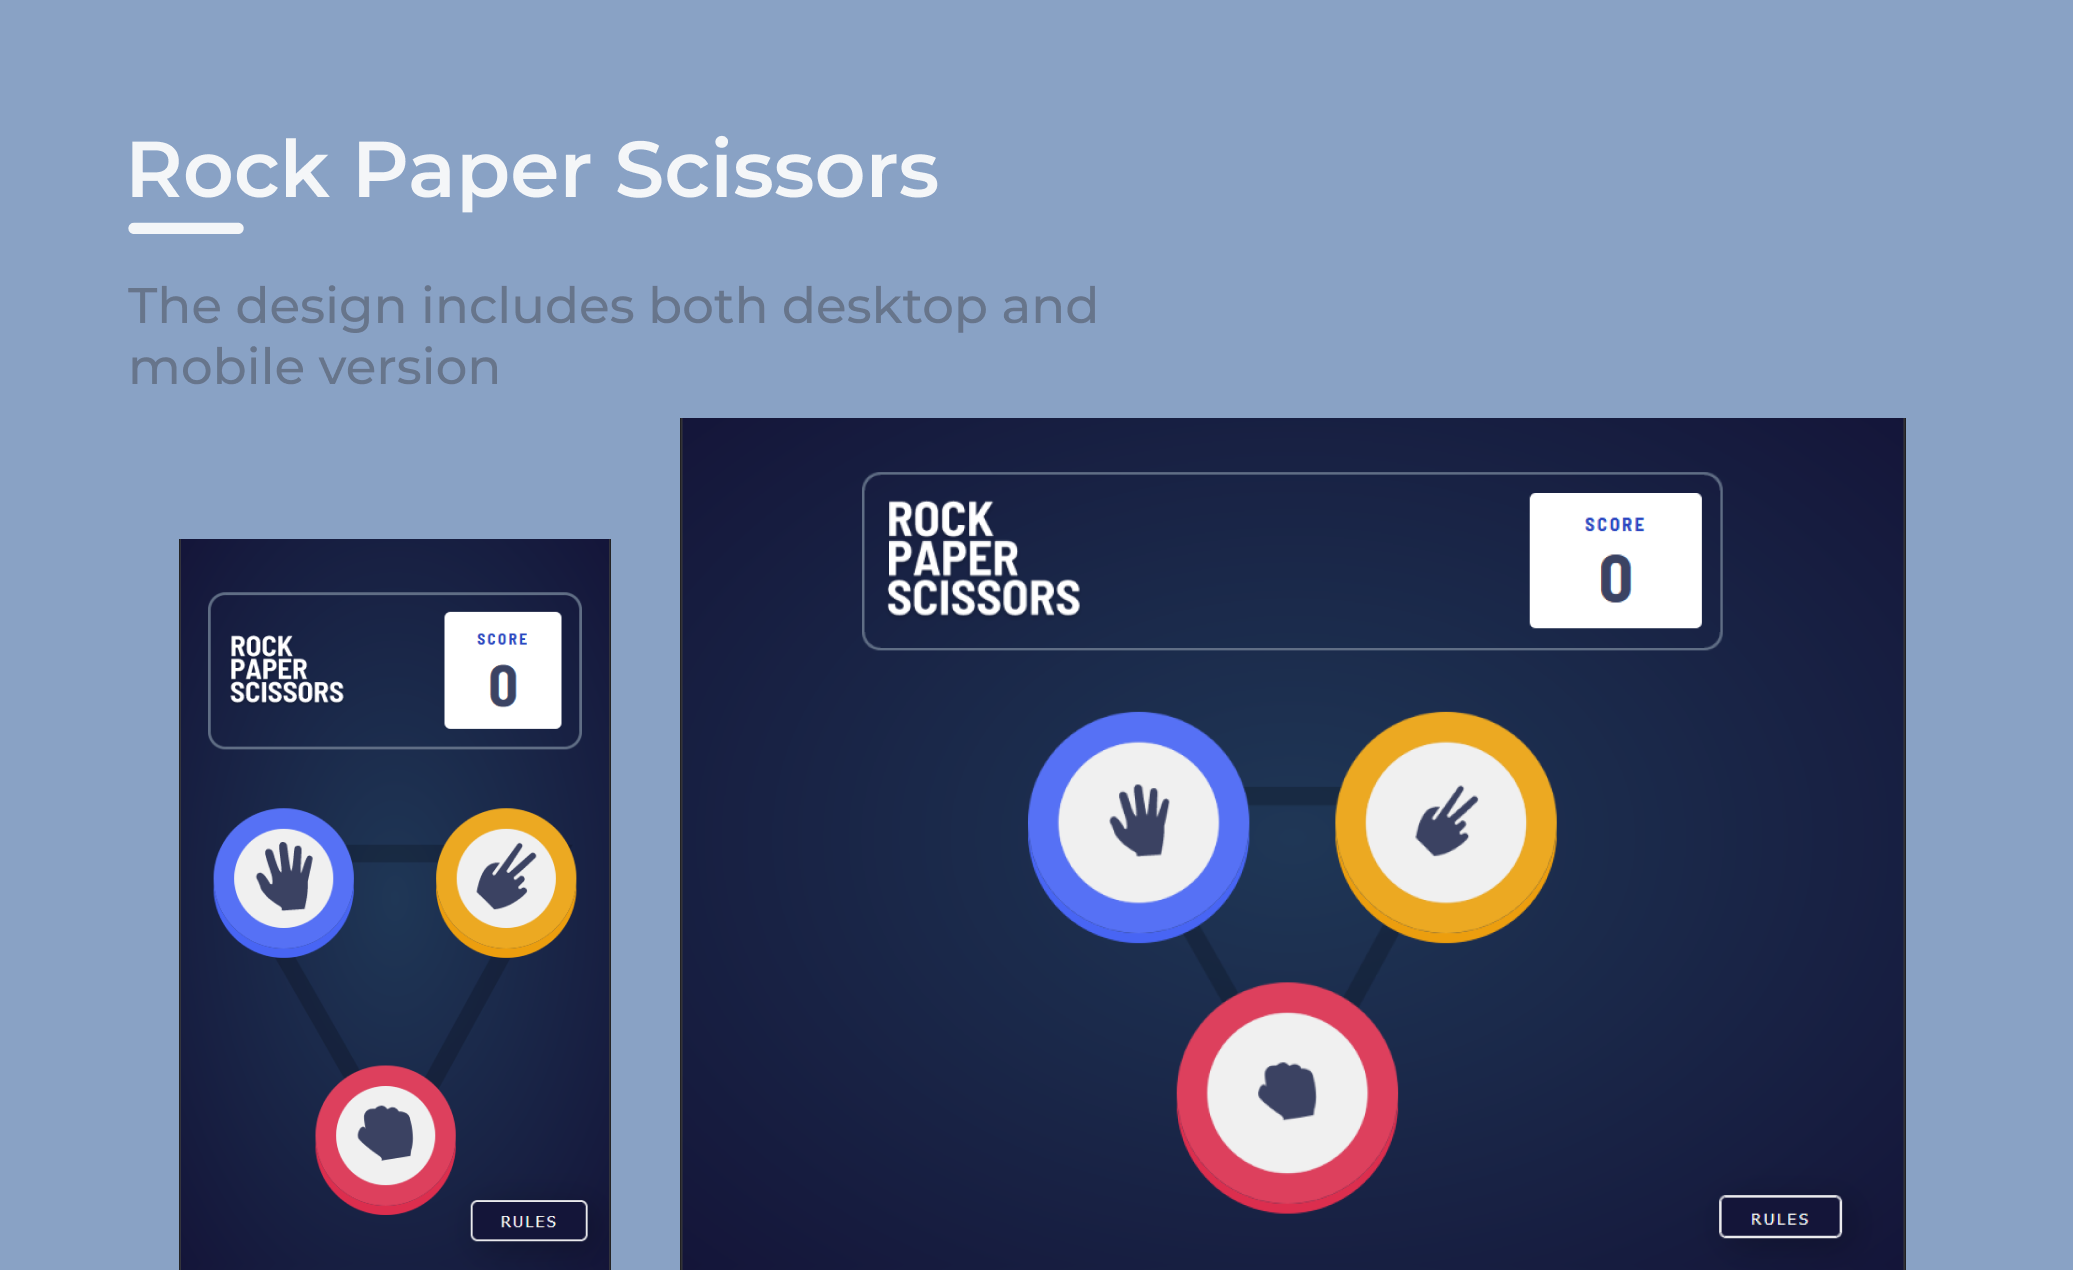 Rock Paper Scissors
The design includes both desktop and
mobile version
ROCK
PAPER
SCISSORS
SCORE
0
RULES
ROCK
PAPER
SCISSORS
SCORE
0
RULES